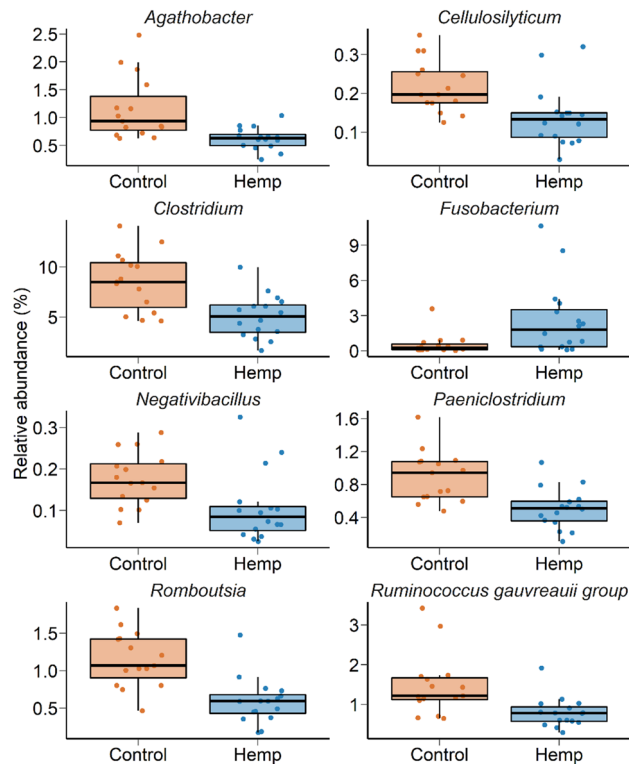 Agathobacter
Cellulosilyticum
2.5
2.0
1.5
1.0
0.5
0.3
0.2
0.1
Control
Hemp
Control
Hemp
Clostridium
Fusobacterium
10
5
9
6
3
0
Control
Hemp
Control
Hemp
Relative abundance (%)
Negativibacillus
Paeniclostridium
0.3
0.2
0.1
1.6
1.2
0.8
0.4
Control
Hemp
Control
Hemp
Romboutsia
Ruminococcus gauvreauii group
1.5
1.0
0.5
3
2
1
Control
Hemp
Control
Hemp